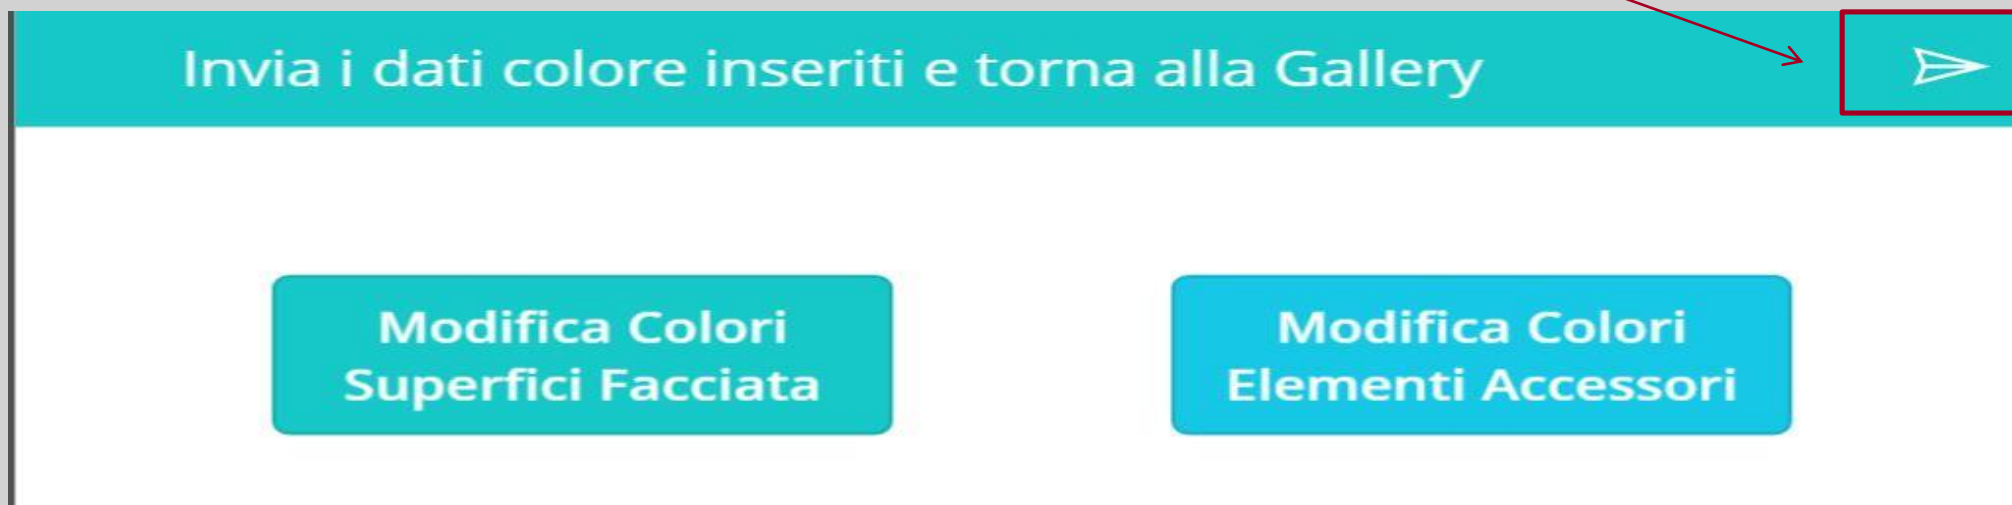 Invia i dati colore inseriti e torna alla Gallery
Modifica Colori
Superfici Facciata
Modifica Colori
Elementi Accessori